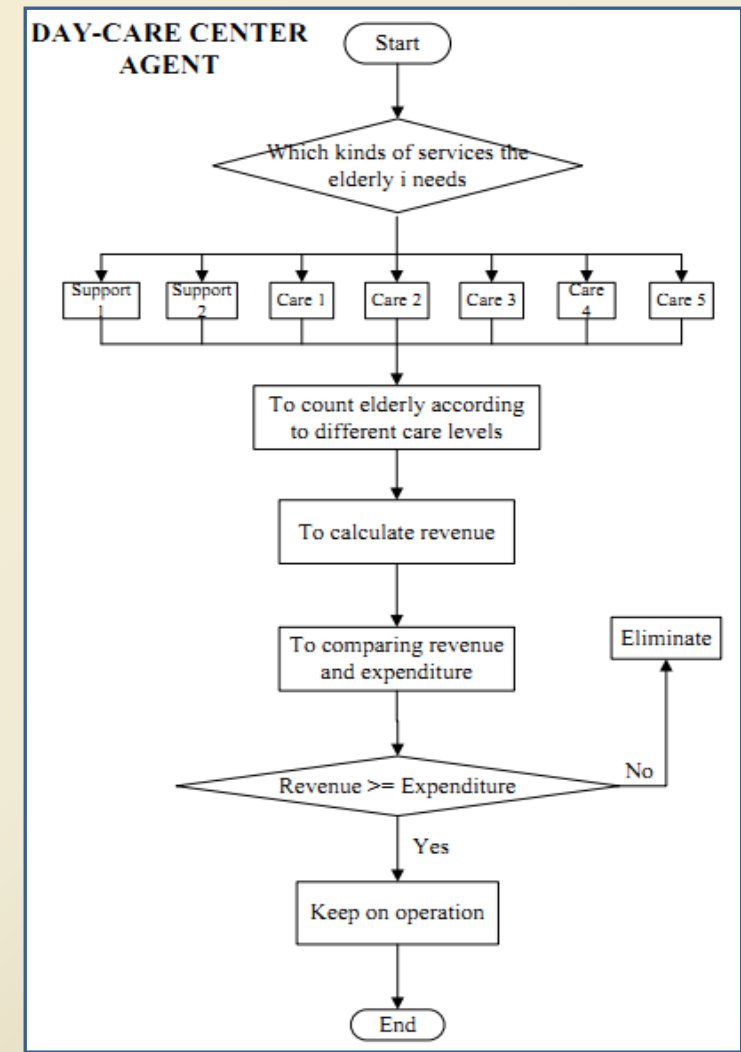 DAY-CARE CENTER
AGENT
Start
Which kinds of services the
elderly i needs
Support
1
Support
2
Care 1
Care 2
Care 3
Care
4
Care 5
To count elderly according
to different care levels
To calculate revenue
To comparing revenue
and expenditure
Eliminate
Revenue >= Expenditure
No
Yes
Keep on operation
End